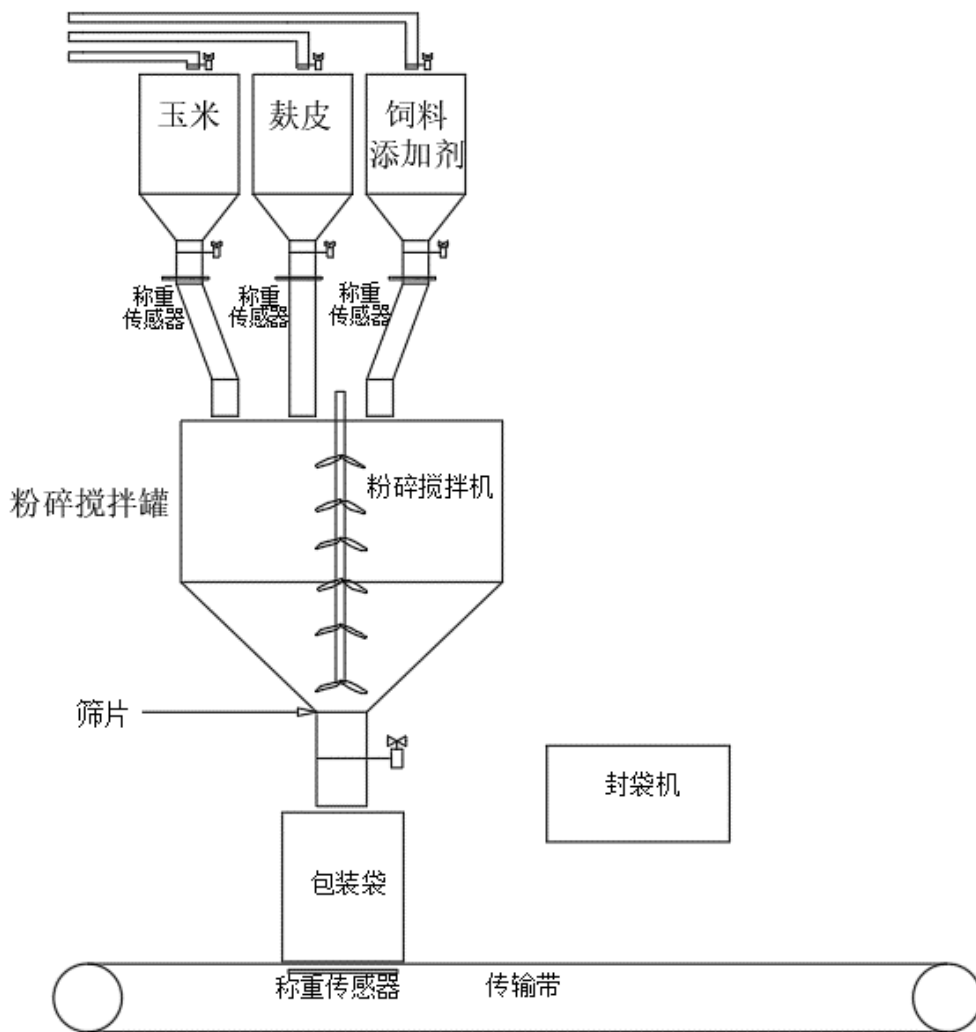 玉米
麸皮
饲料
添加剂
称重
传感器
称重
传感器
称重
传感器
粉碎搅拌罐
粉碎搅拌机
筛片
封袋机
包装袋
称重传感器
传输带